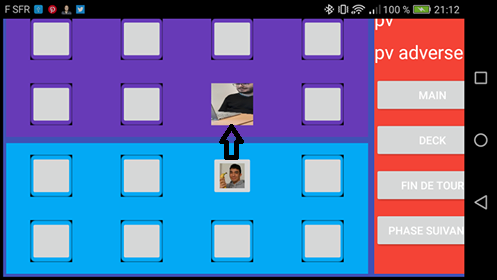 F SFR
100 % 21:12
pv
pv adverse
MAIN
DECK
FIN DE TOUR
PHASE SUIVAN